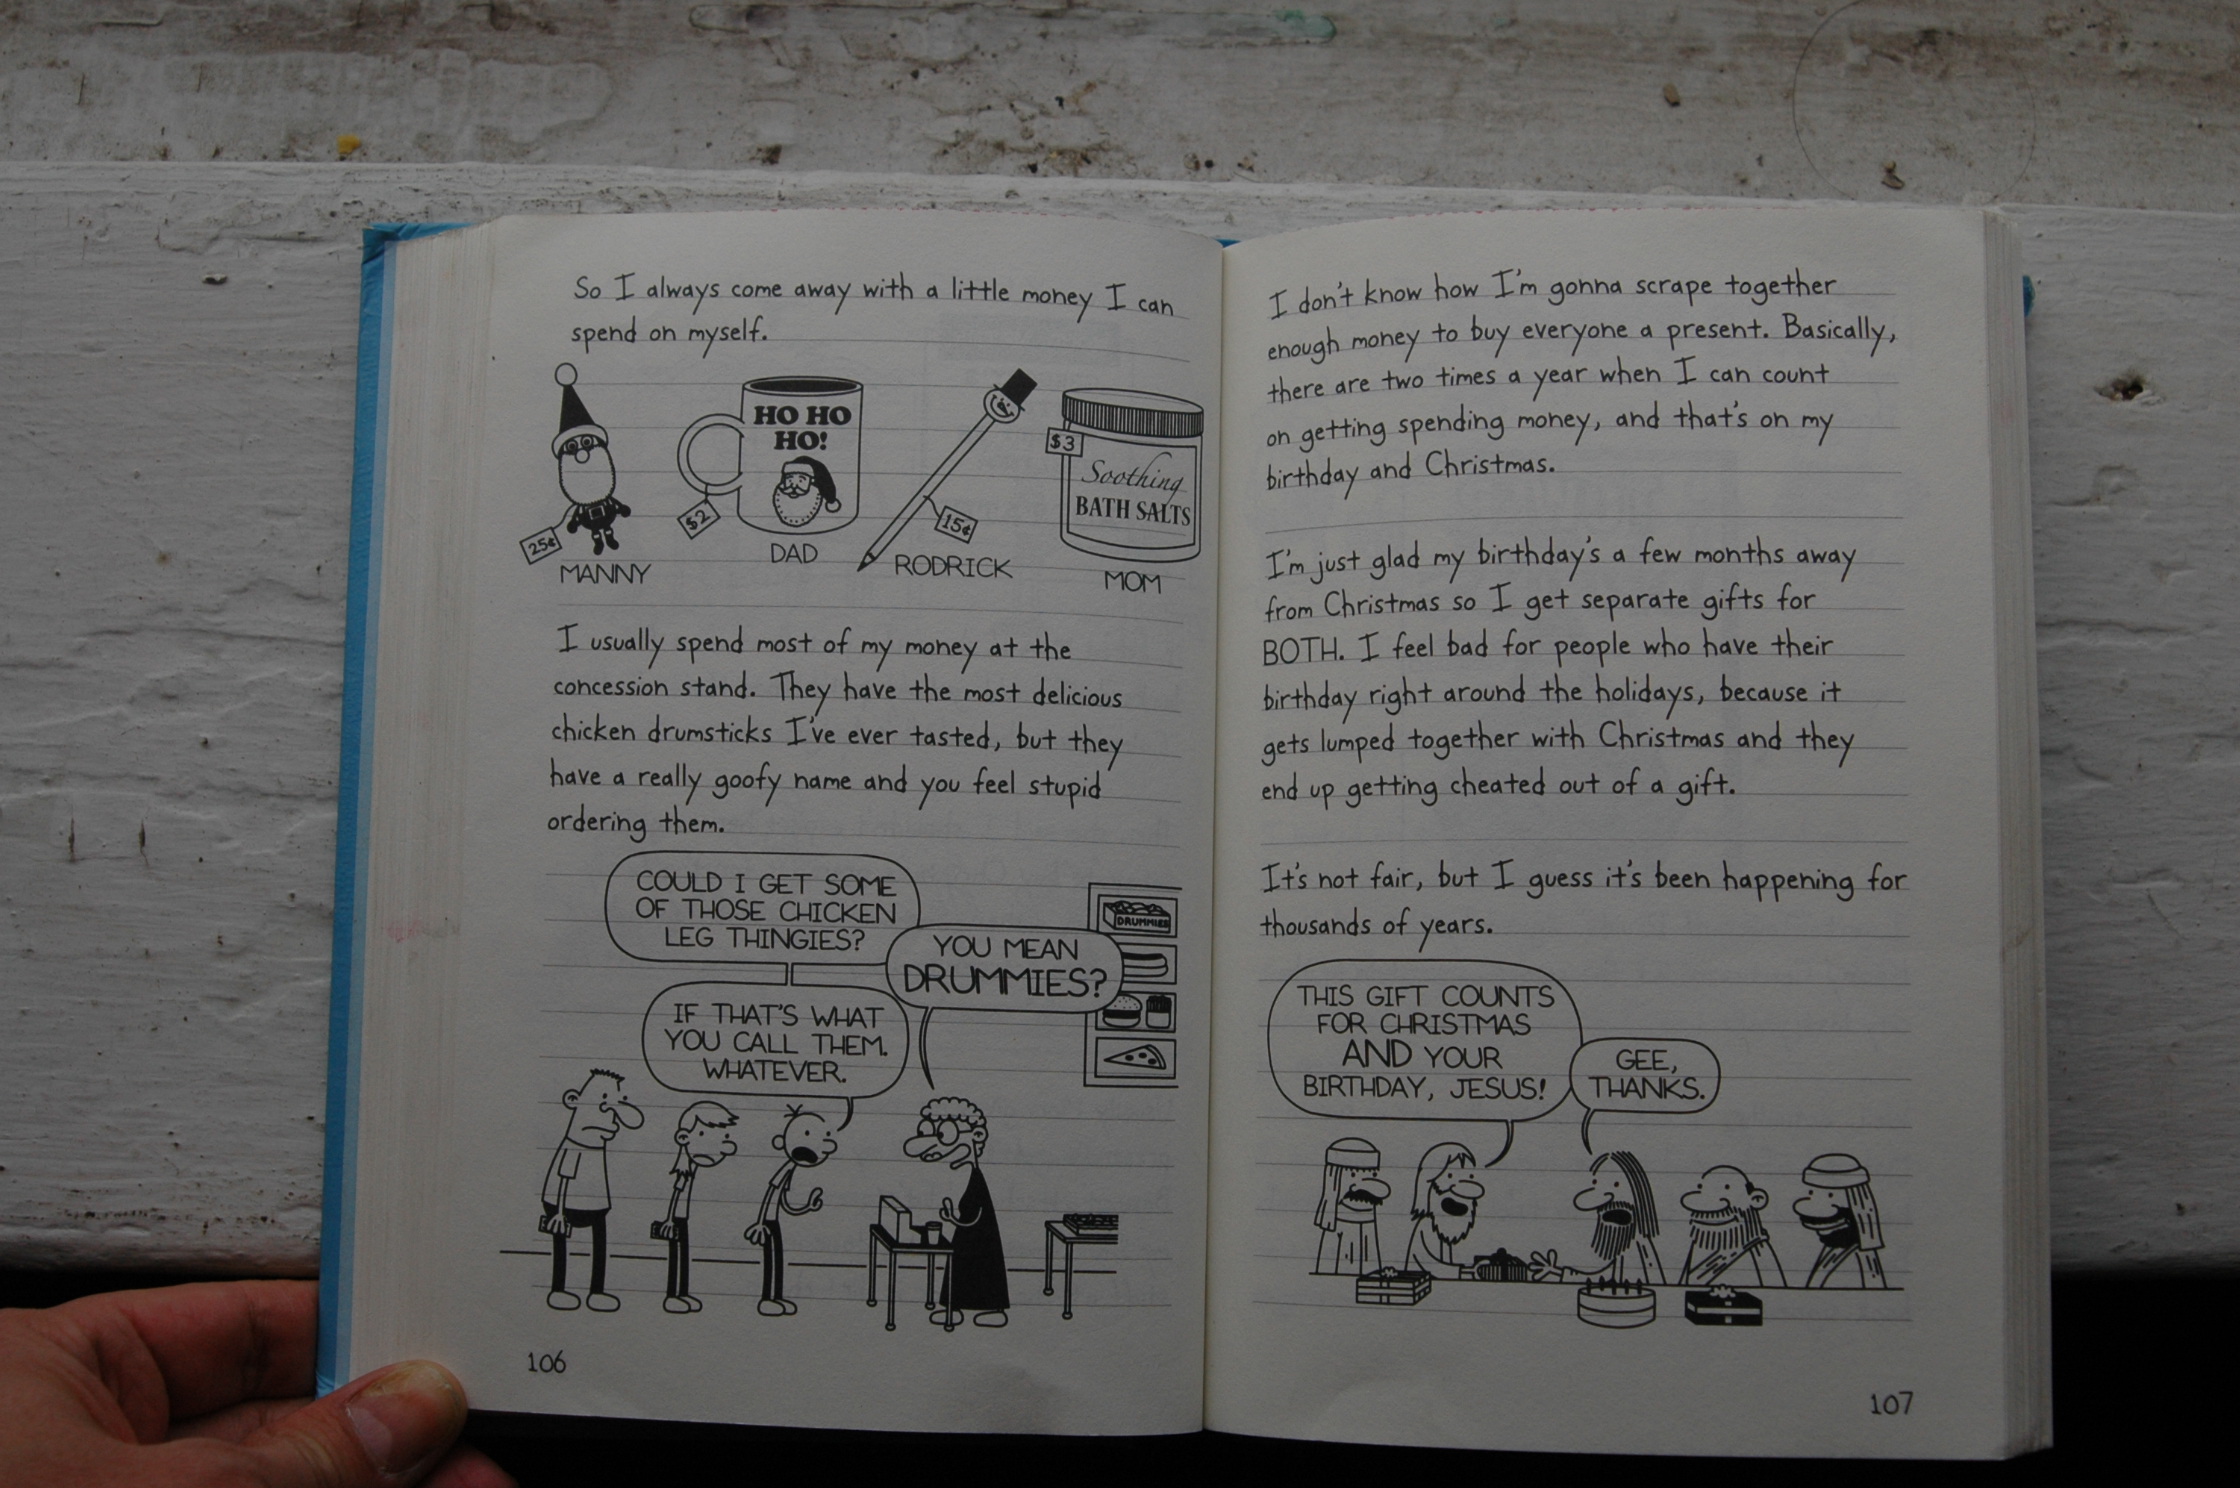 So I always come away with a little money I can
spend on myself.
HO HO
HO!
$3
Soothing
BATH SALTS
$2
15¢
25¢
MANNY
DAD
RODRICK
MOM
I usually spend most of my money at the
concession stand. They have the most delicious
chicken drumsticks I've ever tasted, but they
have a really goofy name and you feel stupid
ordering them.
COULD I GET SOME
OF THOSE CHICKEN
LEG THINGIES?
YOU MEAN
DRUMMIES?
DRUMMIES
IF THAT'S WHAT
YOU CALL THEM.
WHATEVER.
106
I don't know how I'm gonna scrape together
enough money to buy everyone a present. Basically,
there are two times a year when I can count
on getting spending money, and that's on my
birthday and Christmas.
I'm just glad my birthday's a few months away
from Christmas so I get separate gifts for
BOTH. I feel bad for people who have their
birthday right around the holidays, because it
gets lumped together with Christmas and they
end up getting cheated out of a gift.
It's not fair, but I guess it's been happening for
thousands of years.
THIS GIFT COUNTS
FOR CHRISTMAS
AND YOUR
BIRTHDAY, JESUS!
GEE,
THANKS.
107